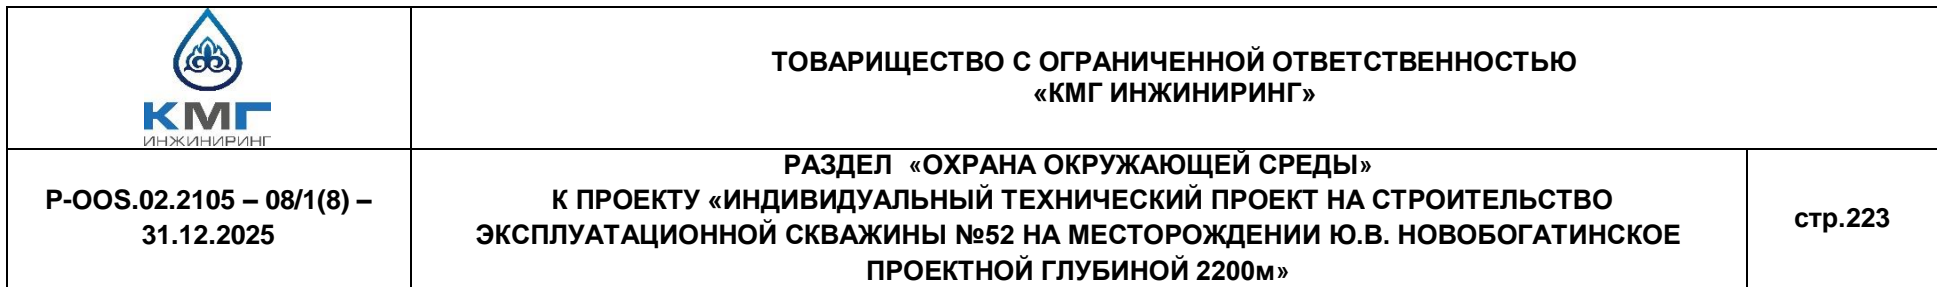 КМГ
ИНЖИНИРИНГ
ТОВАРИЩЕСТВО С ОГРАНИЧЕННОЙ ОТВЕТСТВЕННОСТЬЮ
«КМГ ИНЖИНИРИНГ»
P-OOS.02.2105 – 08/1(8) –
31.12.2025
РАЗДЕЛ «ОХРАНА ОКРУЖАЮЩЕЙ СРЕДЫ»
К ПРОЕКТУ «ИНДИВИДУАЛЬНЫЙ ТЕХНИЧЕСКИЙ ПРОЕКТ НА СТРОИТЕЛЬСТВО
ЭКСПЛУАТАЦИОННОЙ СКВАЖИНЫ №52 НА МЕСТОРОЖДЕНИИ Ю.В. НОВОБОГАТИНСКОЕ
ПРОЕКТНОЙ ГЛУБИНОЙ 2200м»
стр.223